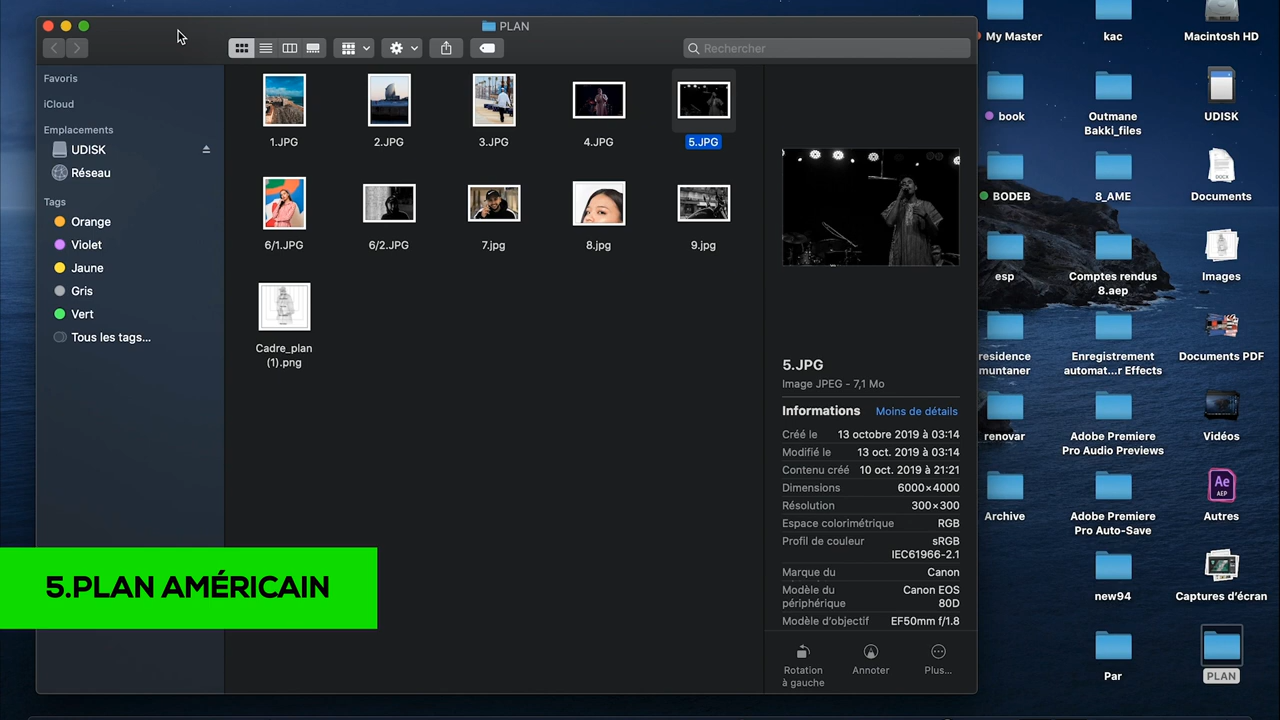 PLAN
Rechercher
Favoris
iCloud
Emplacements
UDISK
Réseau
Tags
Orange
Violet
Jaune
Gris
Vert
Tous les tags...
1.JPG
2.JPG
3.JPG
4.JPG
5.JPG
6/1.JPG
6/2.JPG
7.jpg
8.jpg
9.jpg
Cadre_plan
(1).png
5.JPG
Image JPEG - 7,1 Mo
Informations
Moins de détails
Créé le 13 octobre 2019 à 03:14
Modifié le 13 oct. 2019 à 03:14
Contenu créé 10 oct. 2019 à 21:21
Dimensions 6000×4000
Résolution 300×300
Espace colorimétrique RGB
Profil de couleur sRGB
IEC61966-2.1
Marque du Canon
Modèle du
périphérique
Canon EOS
80D
Modèle d'objectif EF50mm f/1.8
Rotation
à gauche
Annoter
Plus...
My Master
kac
Macintosh HD
book
Outmane
Bakki_files
UDISK
BODEB
8_AME
Documents
esp
Comptes rendus
8.aep
Images
residence
muntaner
Enregistrement
automat...r Effects
Documents PDF
renovar
Adobe Premiere
Pro Audio Previews
Vidéos
Archive
Adobe Premiere
Pro Auto-Save
Ae
AEP
Autres
new94
Captures d'écran
Par
PLAN
5.PLAN AMÉRICAIN